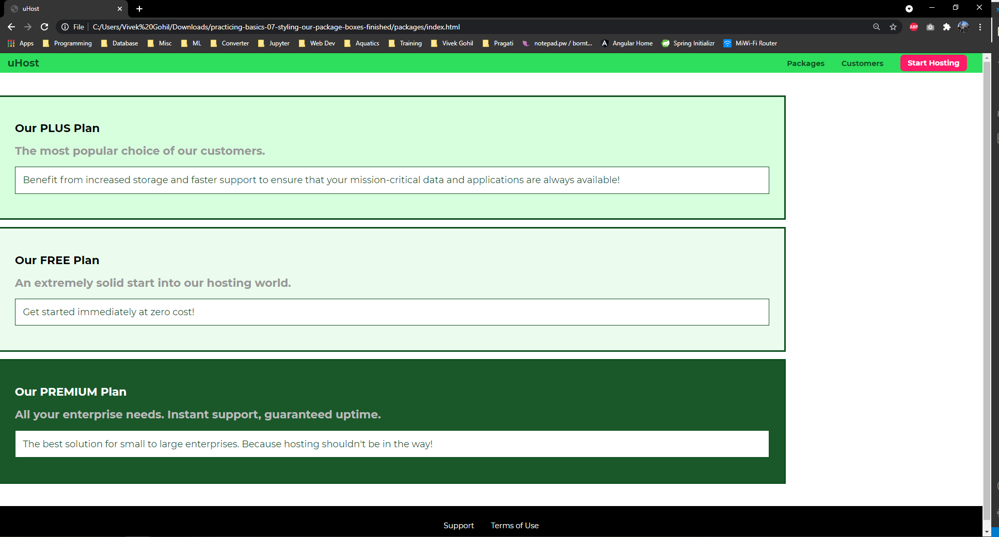 uHost
File C:/Users/Vivek%20Gohil/Downloads/practicing-basics-07-styling-our-package-boxes-finished/packages/index.html
ABP
Apps Programming Database Misc ML Converter Jupyter Web Dev Aquatics Training Vivek Gohil Pragati notepad.pw / bornt... Angular Home Spring Initializr MiWi-Fi Router
uHost Packages Customers Start Hosting
Our PLUS Plan
The most popular choice of our customers.
Benefit from increased storage and faster support to ensure that your mission-critical data and applications are always available!
Our FREE Plan
An extremely solid start into our hosting world.
Get started immediately at zero cost!
Our PREMIUM Plan
All your enterprise needs. Instant support, guaranteed uptime.
The best solution for small to large enterprises. Because hosting shouldn't be in the way!
Support Terms of Use